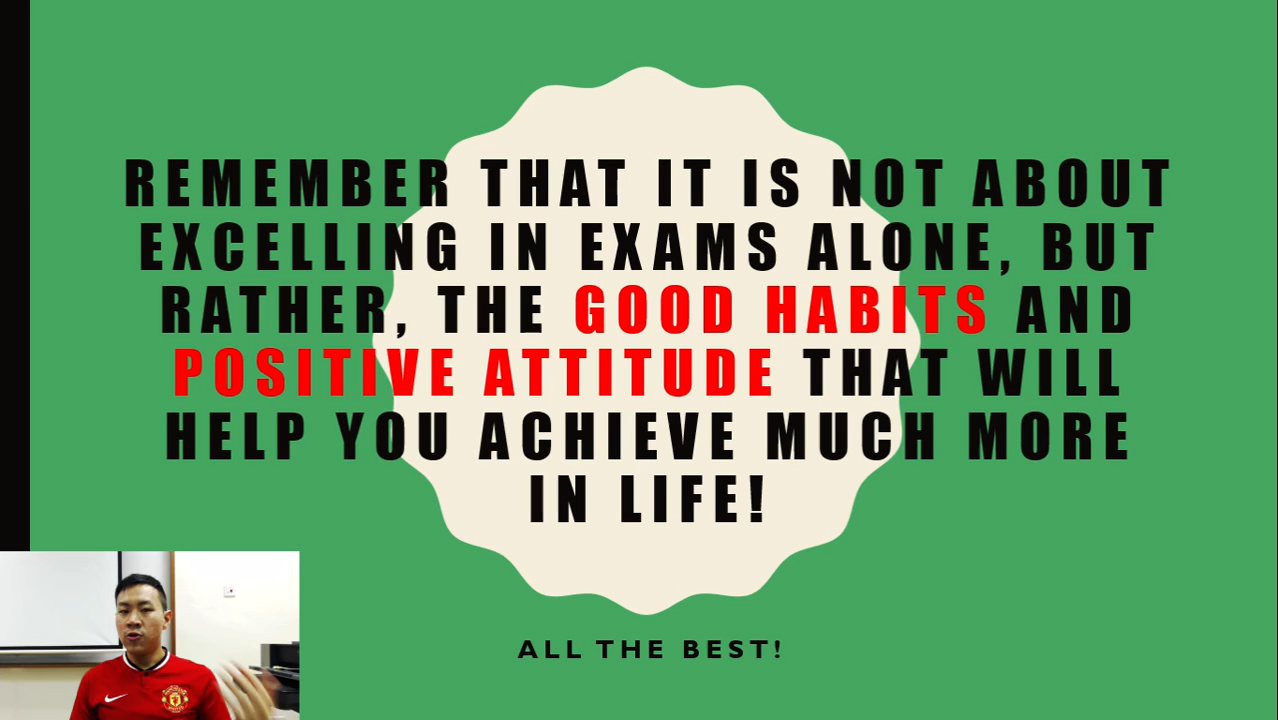 REMEMBER THAT IT IS NOT ABOUT
EXCELLING IN EXAMS ALONE, BUT
RATHER, THE GOOD HABITS AND
POSITIVE ATTITUDE THAT WILL
HELP YOU ACHIEVE MUCH MORE
IN LIFE!
ALL THE BEST!